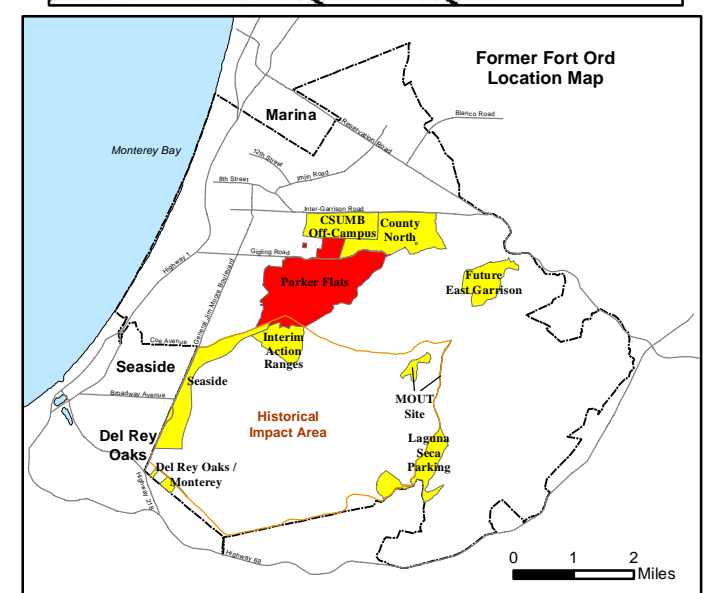 Former Fort Ord
Location Map
Marina
Blanco Road
Reservation Road
Monterey Bay
12th Street
Imjin Road
8th Street
Inter-Garrison Road
CSUMB
Off-Campus
County
North
Gigling Road
Highway 1
General Jim Moore Boulevard
Parker Flats
Future
East Garrison
Coe Avenue
Interim
Action
Ranges
Seaside
Seaside
Broadway Avenue
MOUT
Site
Historical
Impact Area
Del Rey
Oaks
Laguna
Seca
Parking
Del Rey Oaks /
Monterey
Highway 218
Highway 68
0 1 2
Miles